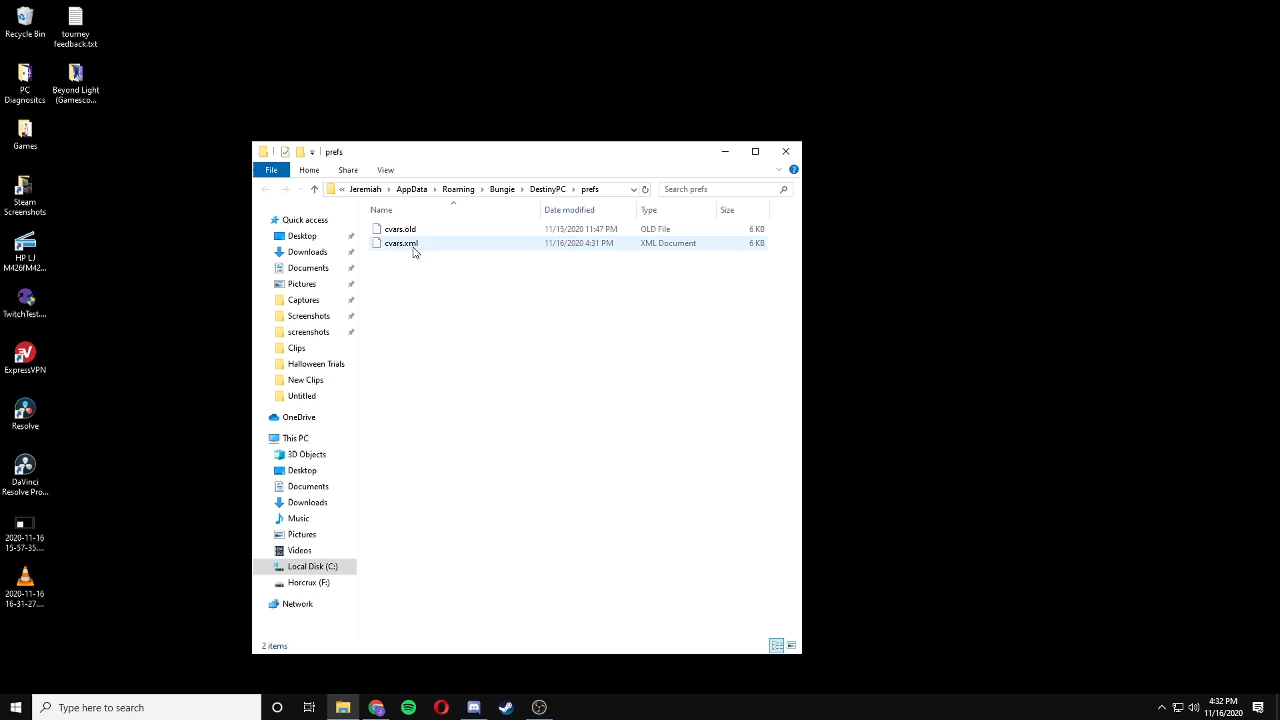 Recycle Bin
tourney
feedback.txt
PC
Diagnositcs
Beyond Light
(Gamesco...
Games
Steam
Screenshots
HP LJ
M426fM42...
TwitchTest....
ExpressVPN
Resolve
DaVinci
Resolve Pro...
2020-11-16
15-57-35....
2020-11-16
16-31-27....
prefs
File Home Share View
« Jeremiah > AppData > Roaming > Bungie > DestinyPC > prefs
Search prefs
Name Date modified Type Size
cvars.old 11/15/2020 11:47 PM OLD File 6 KB
cvars.xml 11/16/2020 4:31 PM XML Document 6 KB
Quick access
Desktop
Downloads
Documents
Pictures
Captures
Screenshots
screenshots
Clips
Halloween Trials
New Clips
Untitled
OneDrive
This PC
3D Objects
Desktop
Documents
Downloads
Music
Pictures
Videos
Local Disk (C:)
Horcrux (F:)
Network
2 items
Type here to search
4:32 PM
11/16/2020